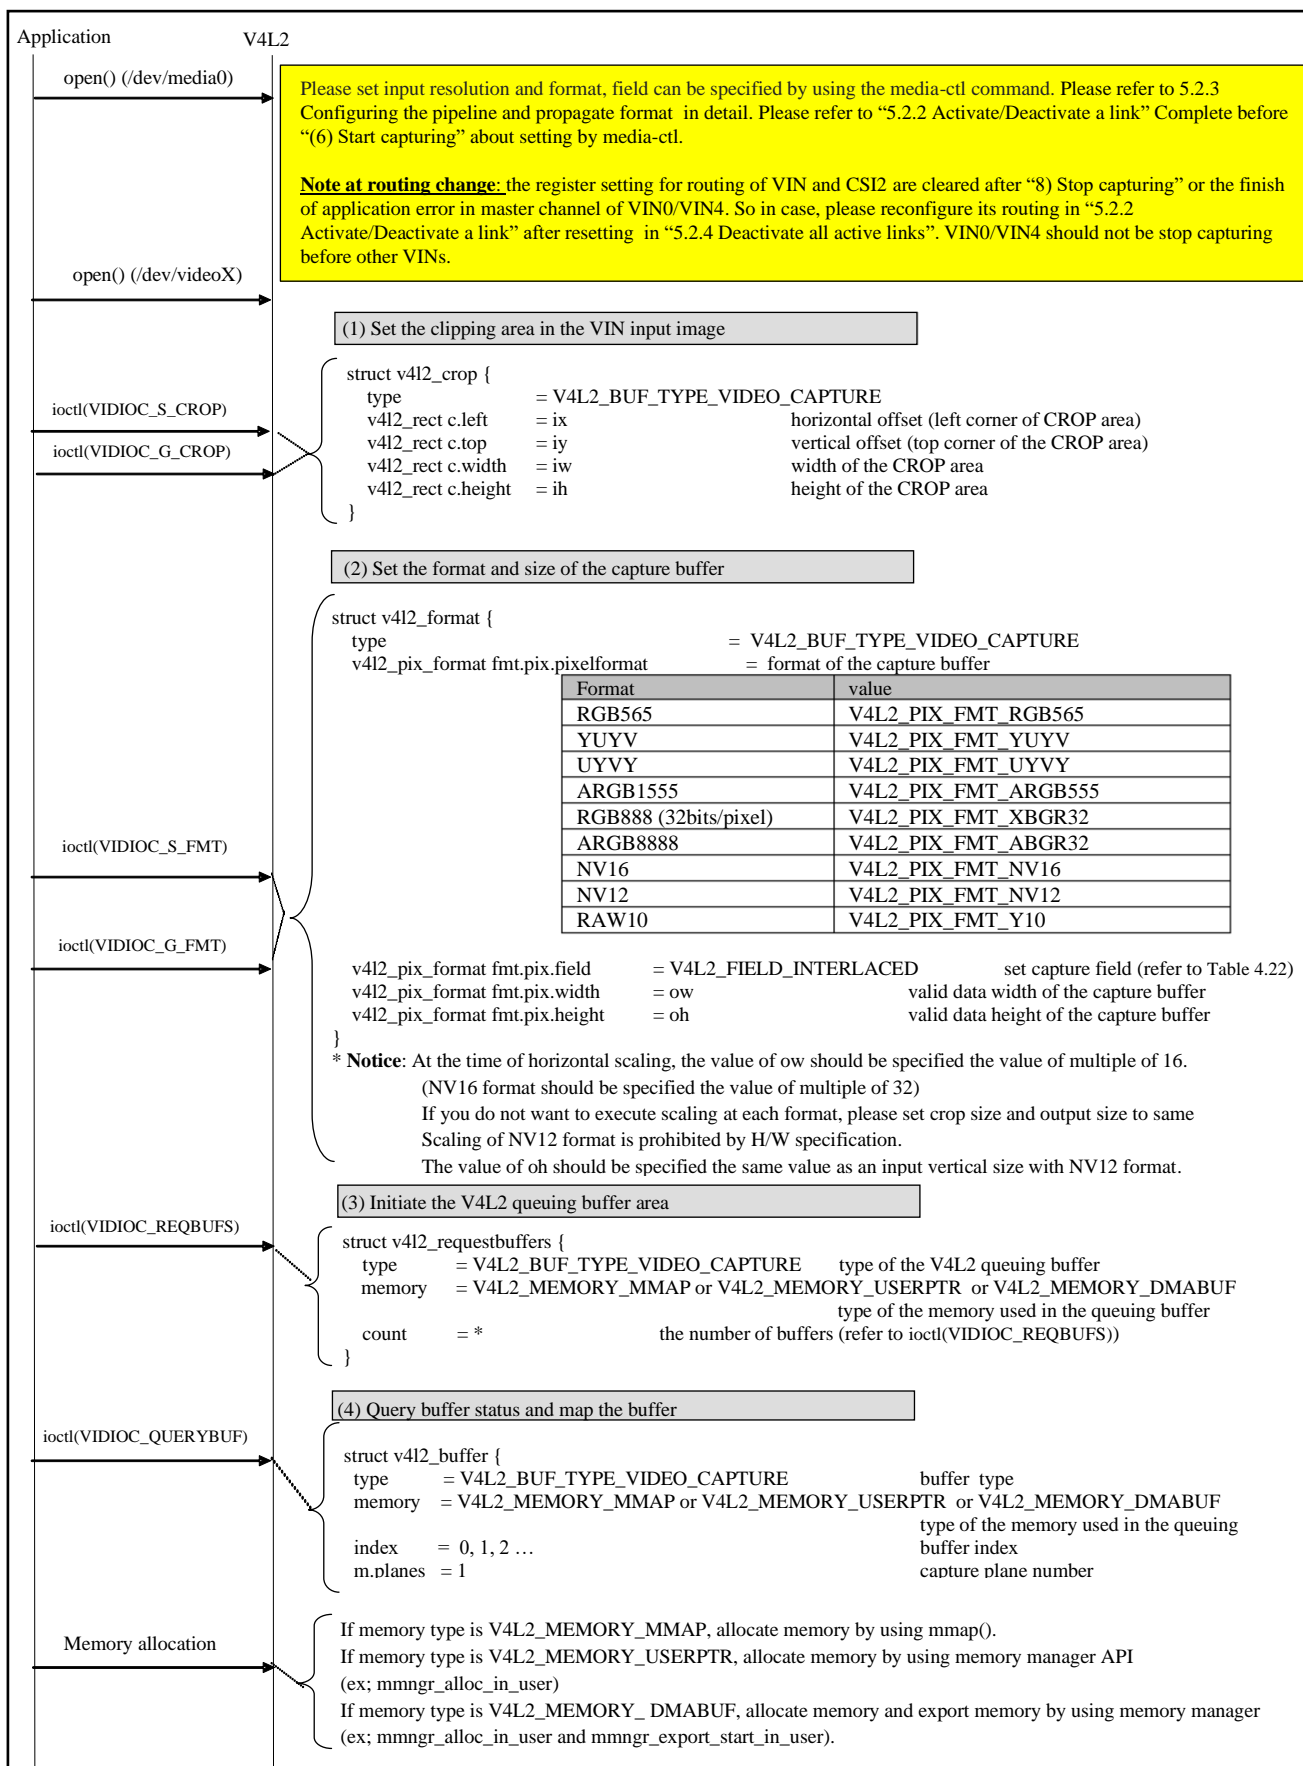 Application
V4L2
open() (/dev/media0)
Please set input resolution and format, field can be specified by using the media-ctl command. Please refer to 5.2.3
Configuring the pipeline and propagate format in detail. Please refer to “5.2.2 Activate/Deactivate a link” Complete before
“(6) Start capturing” about setting by media-ctl.
Note at routing change: the register setting for routing of VIN and CSI2 are cleared after “8) Stop capturing” or the finish
of application error in master channel of VIN0/VIN4. So in case, please reconfigure its routing in “5.2.2
Activate/Deactivate a link” after resetting in “5.2.4 Deactivate all active links”. VIN0/VIN4 should not be stop capturing
before other VINs.
open() (/dev/videoX)
(1) Set the clipping area in the VIN input image
ioctl(VIDIOC_S_CROP)
ioctl(VIDIOC_G_CROP)
struct v4l2_crop {
type = V4L2_BUF_TYPE_VIDEO_CAPTURE
v4l2_rect c.left = ix horizontal offset (left corner of CROP area)
v4l2_rect c.top = iy vertical offset (top corner of the CROP area)
v4l2_rect c.width = iw width of the CROP area
v4l2_rect c.height = ih height of the CROP area
}
(2) Set the format and size of the capture buffer
struct v4l2_format {
type = V4L2_BUF_TYPE_VIDEO_CAPTURE
v4l2_pix_format fmt.pix.pixelformat = format of the capture buffer
Format value
RGB565 V4L2_PIX_FMT_RGB565
YUYV V4L2_PIX_FMT_YUYV
UYVY V4L2_PIX_FMT_UYVY
ARGB1555 V4L2_PIX_FMT_ARGB555
RGB888 (32bits/pixel) V4L2_PIX_FMT_XBGR32
ARGB8888 V4L2_PIX_FMT_ABGR32
NV16 V4L2_PIX_FMT_NV16
NV12 V4L2_PIX_FMT_NV12
RAW10 V4L2_PIX_FMT_Y10
ioctl(VIDIOC_S_FMT)
ioctl(VIDIOC_G_FMT)
v4l2_pix_format fmt.pix.field = V4L2_FIELD_INTERLACED set capture field (refer to Table 4.22)
v4l2_pix_format fmt.pix.width = ow valid data width of the capture buffer
v4l2_pix_format fmt.pix.height = oh valid data height of the capture buffer
}
* Notice: At the time of horizontal scaling, the value of ow should be specified the value of multiple of 16.
(NV16 format should be specified the value of multiple of 32)
If you do not want to execute scaling at each format, please set crop size and output size to same
Scaling of NV12 format is prohibited by H/W specification.
The value of oh should be specified the same value as an input vertical size with NV12 format.
(3) Initiate the V4L2 queuing buffer area
ioctl(VIDIOC_REQBUFS)
struct v4l2_requestbuffers {
type = V4L2_BUF_TYPE_VIDEO_CAPTURE type of the V4L2 queuing buffer
memory = V4L2_MEMORY_MMAP or V4L2_MEMORY_USERPTR or V4L2_MEMORY_DMABUF
type of the memory used in the queuing buffer
count = * the number of buffers (refer to ioctl(VIDIOC_REQBUFS))
}
(4) Query buffer status and map the buffer
ioctl(VIDIOC_QUERYBUF)
struct v4l2_buffer {
type = V4L2_BUF_TYPE_VIDEO_CAPTURE buffer type
memory = V4L2_MEMORY_MMAP or V4L2_MEMORY_USERPTR or V4L2_MEMORY_DMABUF
type of the memory used in the queuing
index = 0, 1, 2 … buffer index
m.planes = 1 capture plane number
Memory allocation
If memory type is V4L2_MEMORY_MMAP, allocate memory by using mmap().
If memory type is V4L2_MEMORY_USERPTR, allocate memory by using memory manager API
(ex; mmngr_alloc_in_user)
If memory type is V4L2_MEMORY_ DMABUF, allocate memory and export memory by using memory manager
(ex; mmngr_alloc_in_user and mmngr_export_start_in_user).